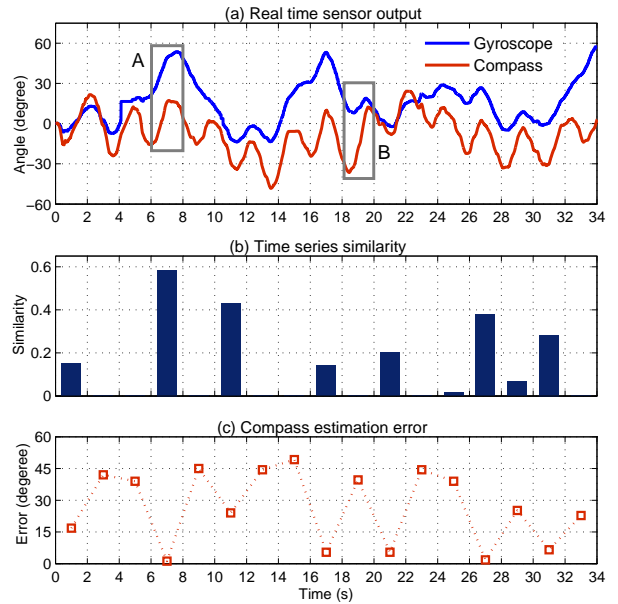 (a) Real time sensor output
Angle (degree)
60
30
0
−30
−60
A
B
Gyroscope
Compass
0 2 4 6 8 10 12 14 16 18 20 22 24 26 28 30 32 34
(b) Time series similarity
Similarity
0.6
0.4
0.2
0
0 2 4 6 8 10 12 14 16 18 20 22 24 26 28 30 32 34
(c) Compass estimation error
Error (degeree)
60
45
30
15
0
0 2 4 6 8 10 12 14 16 18 20 22 24 26 28 30 32 34
Time (s)